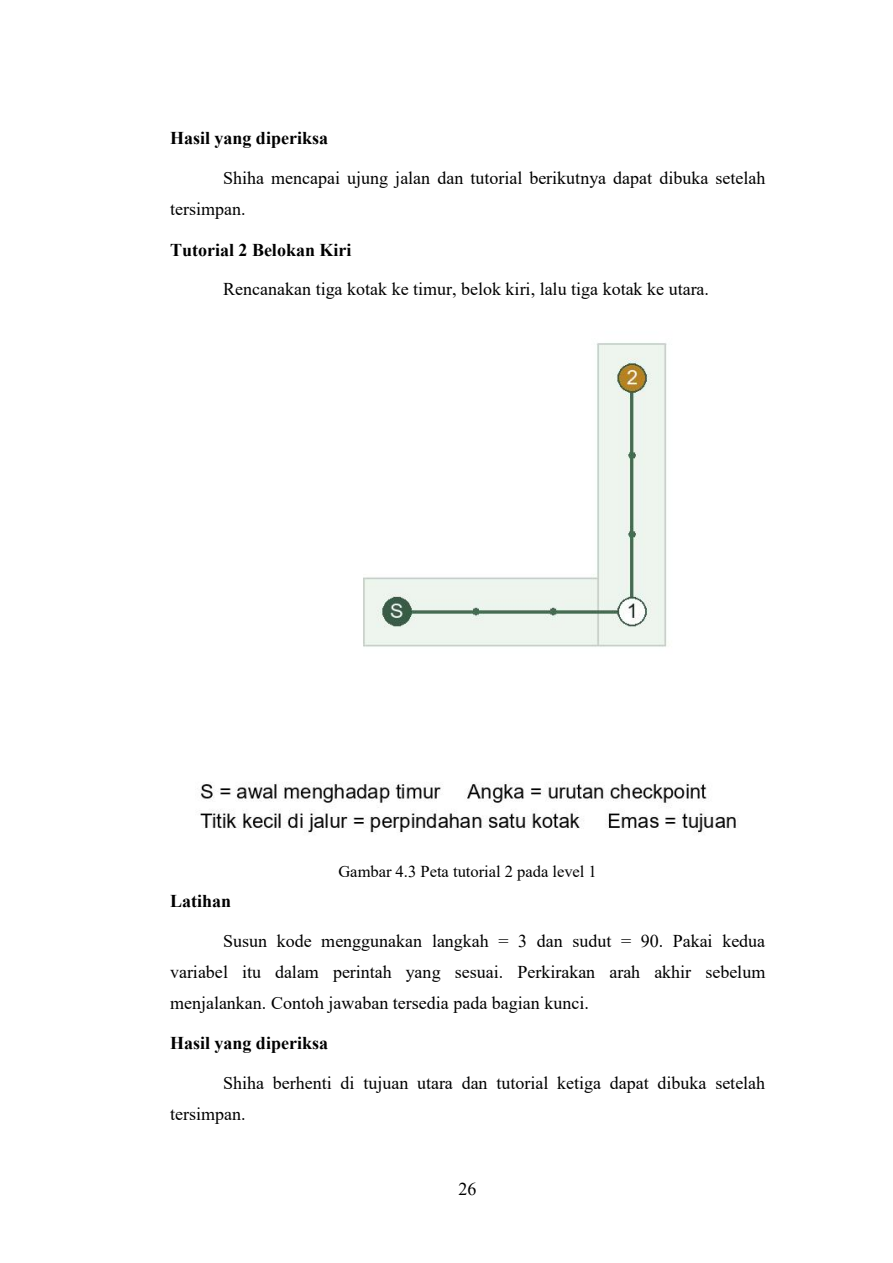 Hasil yang diperiksa
Shiha mencapai ujung jalan dan tutorial berikutnya dapat dibuka setelah
tersimpan.
Tutorial 2 Belokan Kiri
Rencanakan tiga kotak ke timur, belok kiri, lalu tiga kotak ke utara.
2
S
1
S = awal menghadap timur Angka = urutan checkpoint
Titik kecil di jalur = perpindahan satu kotak Emas = tujuan
Gambar 4.3 Peta tutorial 2 pada level 1
Latihan
Susun kode menggunakan langkah = 3 dan sudut = 90. Pakai kedua
variabel itu dalam perintah yang sesuai. Perkirakan arah akhir sebelum
menjalankan. Contoh jawaban tersedia pada bagian kunci.
Hasil yang diperiksa
Shiha berhenti di tujuan utara dan tutorial ketiga dapat dibuka setelah
tersimpan.
26